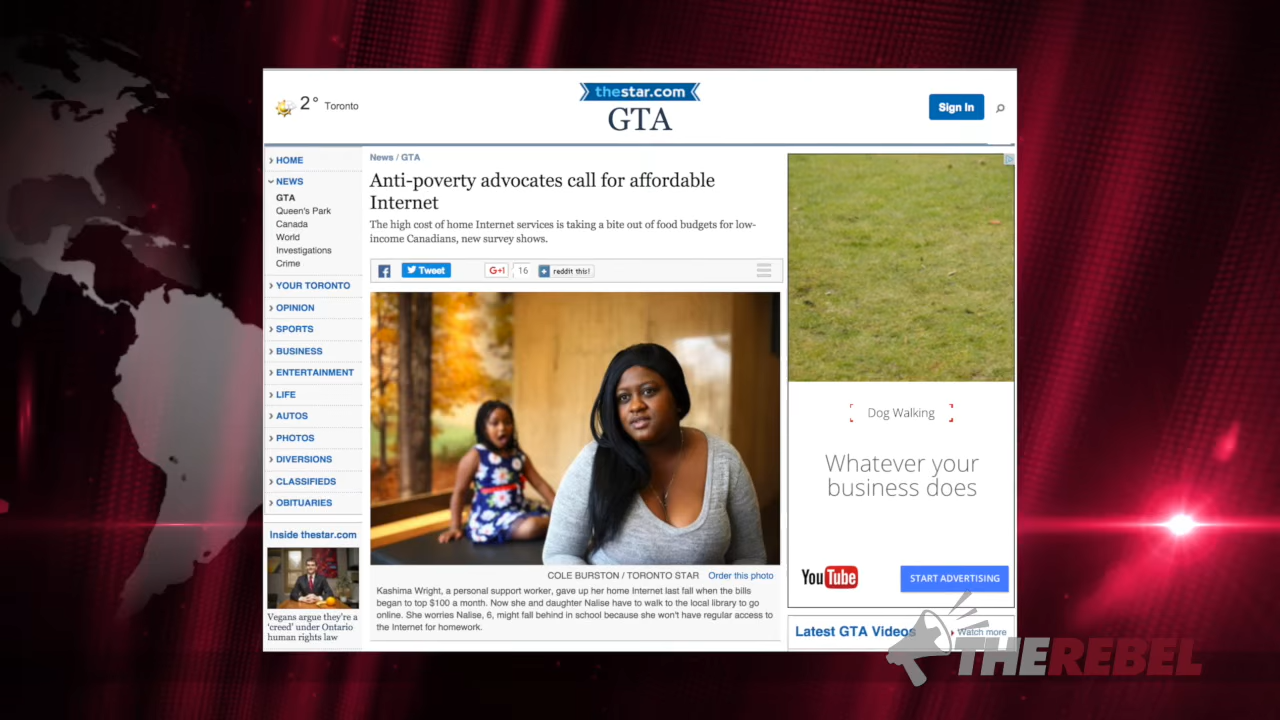 2° Toronto
thestar.com
GTA
Sign In
HOME
NEWS
GTA
Queen's Park
Canada
World
Investigations
Crime
YOUR TORONTO
OPINION
SPORTS
BUSINESS
ENTERTAINMENT
LIFE
AUTOS
PHOTOS
DIVERSIONS
CLASSIFIEDS
OBITUARIES
Inside thestar.com
Vegans argue they're a
'creed' under Ontario
human rights law
News / GTA
Anti-poverty advocates call for affordable
Internet
The high cost of home Internet services is taking a bite out of food budgets for low-
income Canadians, new survey shows.
Tweet
G+1
16
reddit this!
COLE BURSTON / TORONTO STAR Order this photo
Kashima Wright, a personal support worker, gave up her home Internet last fall when the bills
began to top $100 a month. Now she and daughter Nalise have to walk to the local library to go
online. She worries Nalise, 6, might fall behind in school because she won't have regular access to
the Internet for homework.
Dog Walking
Whatever your
business does
YouTube
START ADVERTISING
Latest GTA Videos
Watch more
THEREBEL